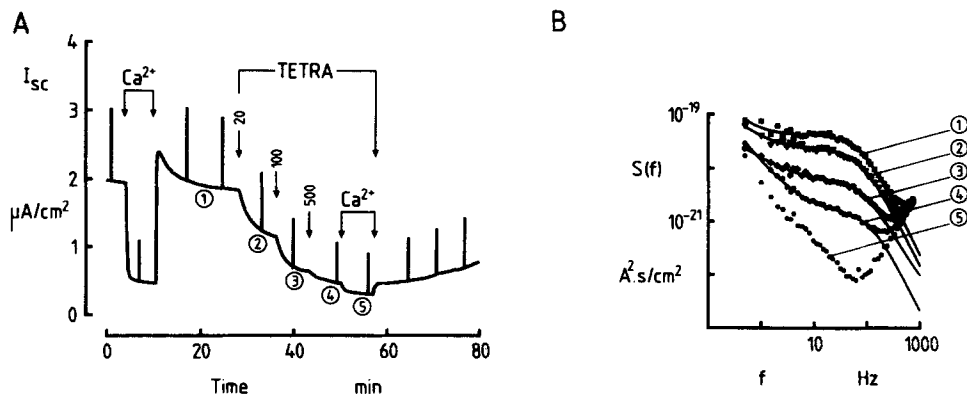 A
I_SC
µA/cm²
4
3
2
1
0
Ca²⁺
TETRA
20
100
500
Ca²⁺
①
②
③
④
⑤
0 20 40 60 80
Time min
B
10⁻¹⁹
S(f)
10⁻²¹
A².s/cm²
①
②
③
④
⑤
10 1000
f Hz